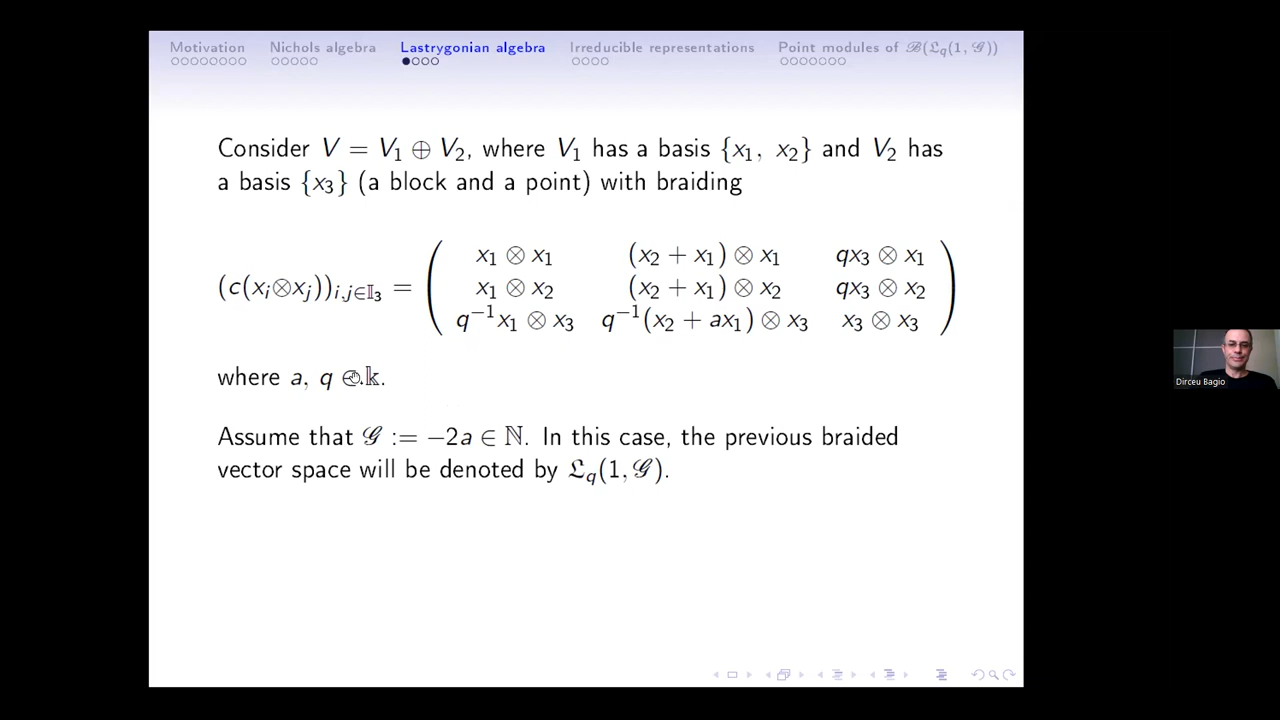 Motivation Nichols algebra Lastrygonian algebra Irreducible representations Point modules of ℬ(𝔏q(1, 𝒢))
Consider V = V₁ ⊕ V₂, where V₁ has a basis {x₁, x₂} and V₂ has
a basis {x₃} (a block and a point) with braiding
x₁ ⊗ x₁ (x₂ + x₁) ⊗ x₁ qx₃ ⊗ x₁
(c(xᵢ⊗xⱼ))ᵢ,ⱼ∈𝕀₃ = x₁ ⊗ x₂ (x₂ + x₁) ⊗ x₂ qx₃ ⊗ x₂
q⁻¹x₁ ⊗ x₃ q⁻¹(x₂ + ax₁) ⊗ x₃ x₃ ⊗ x₃
where a, q ∈ 𝕜.
Assume that 𝒢 := −2a ∈ ℕ. In this case, the previous braided
vector space will be denoted by 𝔏q(1, 𝒢).
Dirceu Bagio